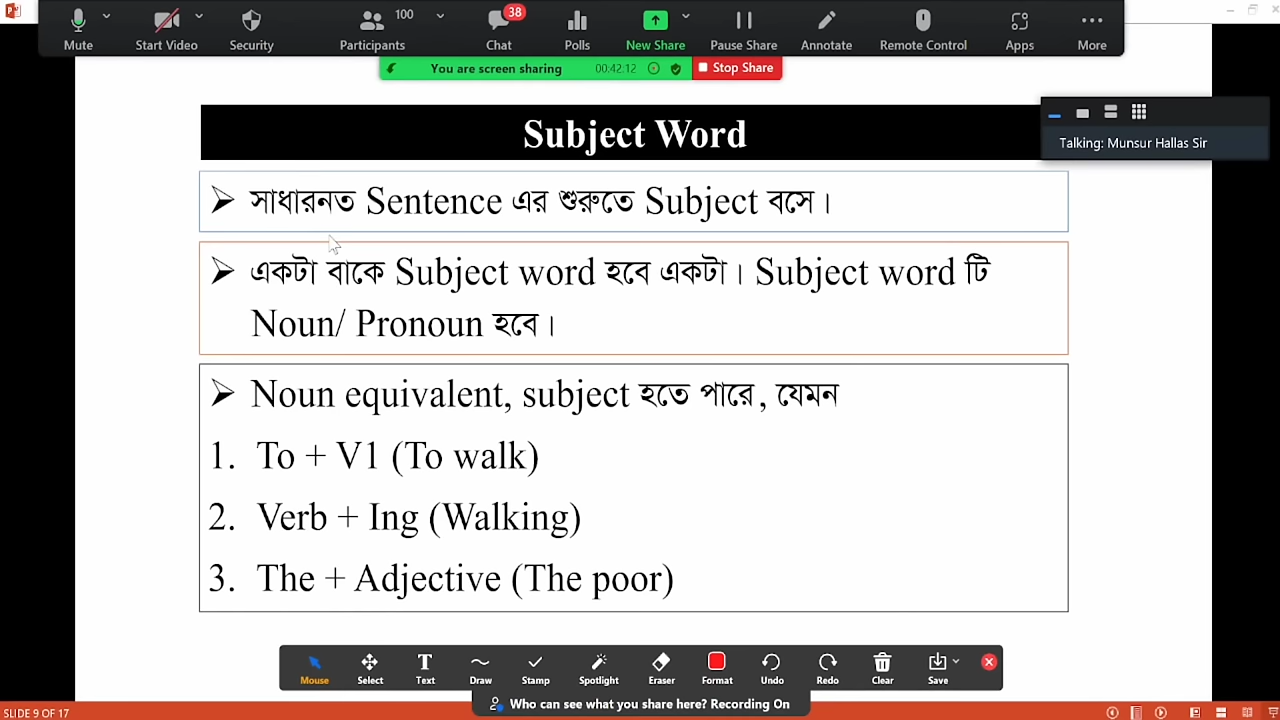 Mute
Start Video
Security
100
Participants
38
Chat
Polls
New Share
Pause Share
Annotate
Remote Control
Apps
More
You are screen sharing 00:42:12 Stop Share
Talking: Munsur Hallas Sir
Subject Word
সাধারনত Sentence এর শুরুতে Subject বসে।
একটা বাকে Subject word হবে একটা। Subject word টি
Noun/ Pronoun হবে।
Noun equivalent, subject হতে পারে, যেমন
1. To + V1 (To walk)
2. Verb + Ing (Walking)
3. The + Adjective (The poor)
Mouse
Select
Text
Draw
Stamp
Spotlight
Eraser
Format
Undo
Redo
Clear
Save
Who can see what you share here? Recording On
SLIDE 9 OF 17